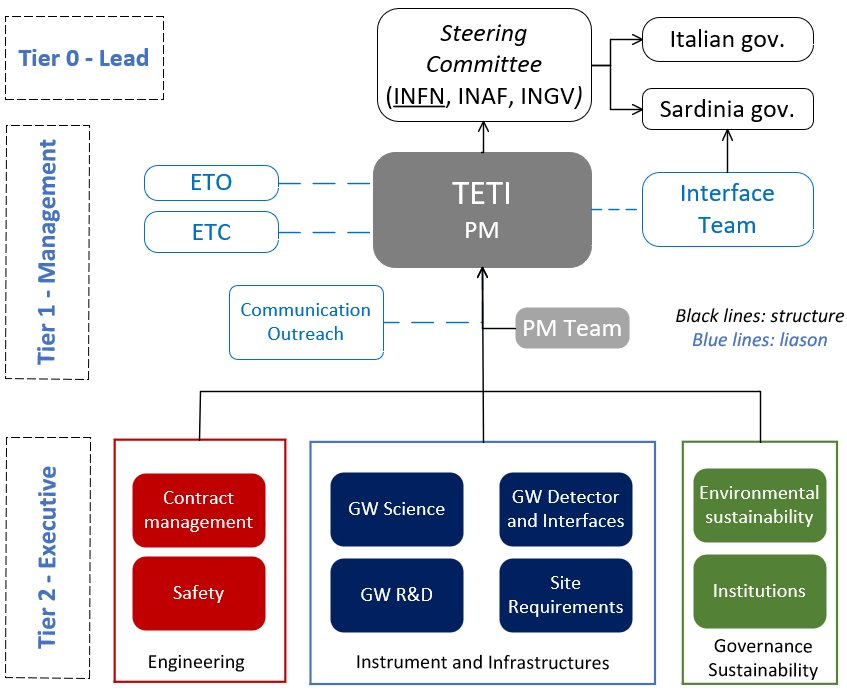 Tier 0 - Lead
Steering
Committee
(INFN, INAF, INGV)
Italian gov.
Sardinia gov.
Tier 1 - Management
ETO
ETC
TETI
PM
Interface
Team
Communication
Outreach
PM Team
Black lines: structure
Blue lines: liason
Tier 2 - Executive
Contract
management
Safety
Engineering
GW Science
GW Detector
and Interfaces
GW R&D
Site
Requirements
Instrument and Infrastructures
Environmental
sustainability
Institutions
Governance
Sustainability